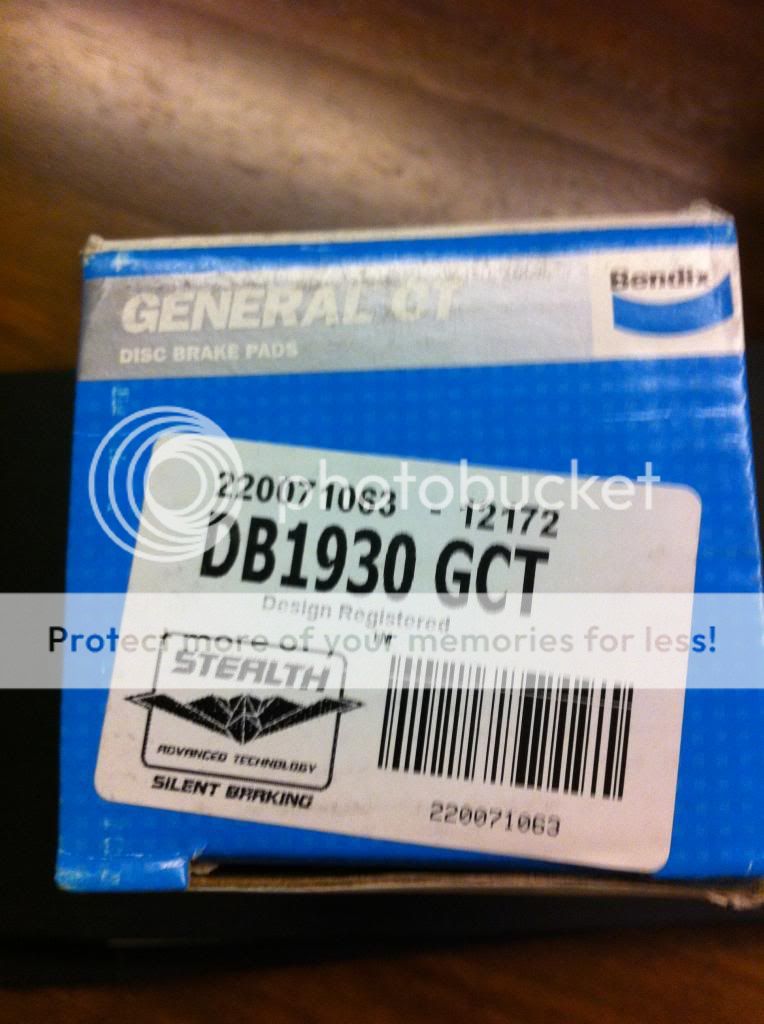 Bendix
GENERAL CT
DISC BRAKE PADS
photobucket
220071063 - 12172
DB1930 GCT
Design Registered
Protect more of your memories for less!
STEALTH
ADVANCED TECHNOLOGY
SILENT BRAKING
220071063